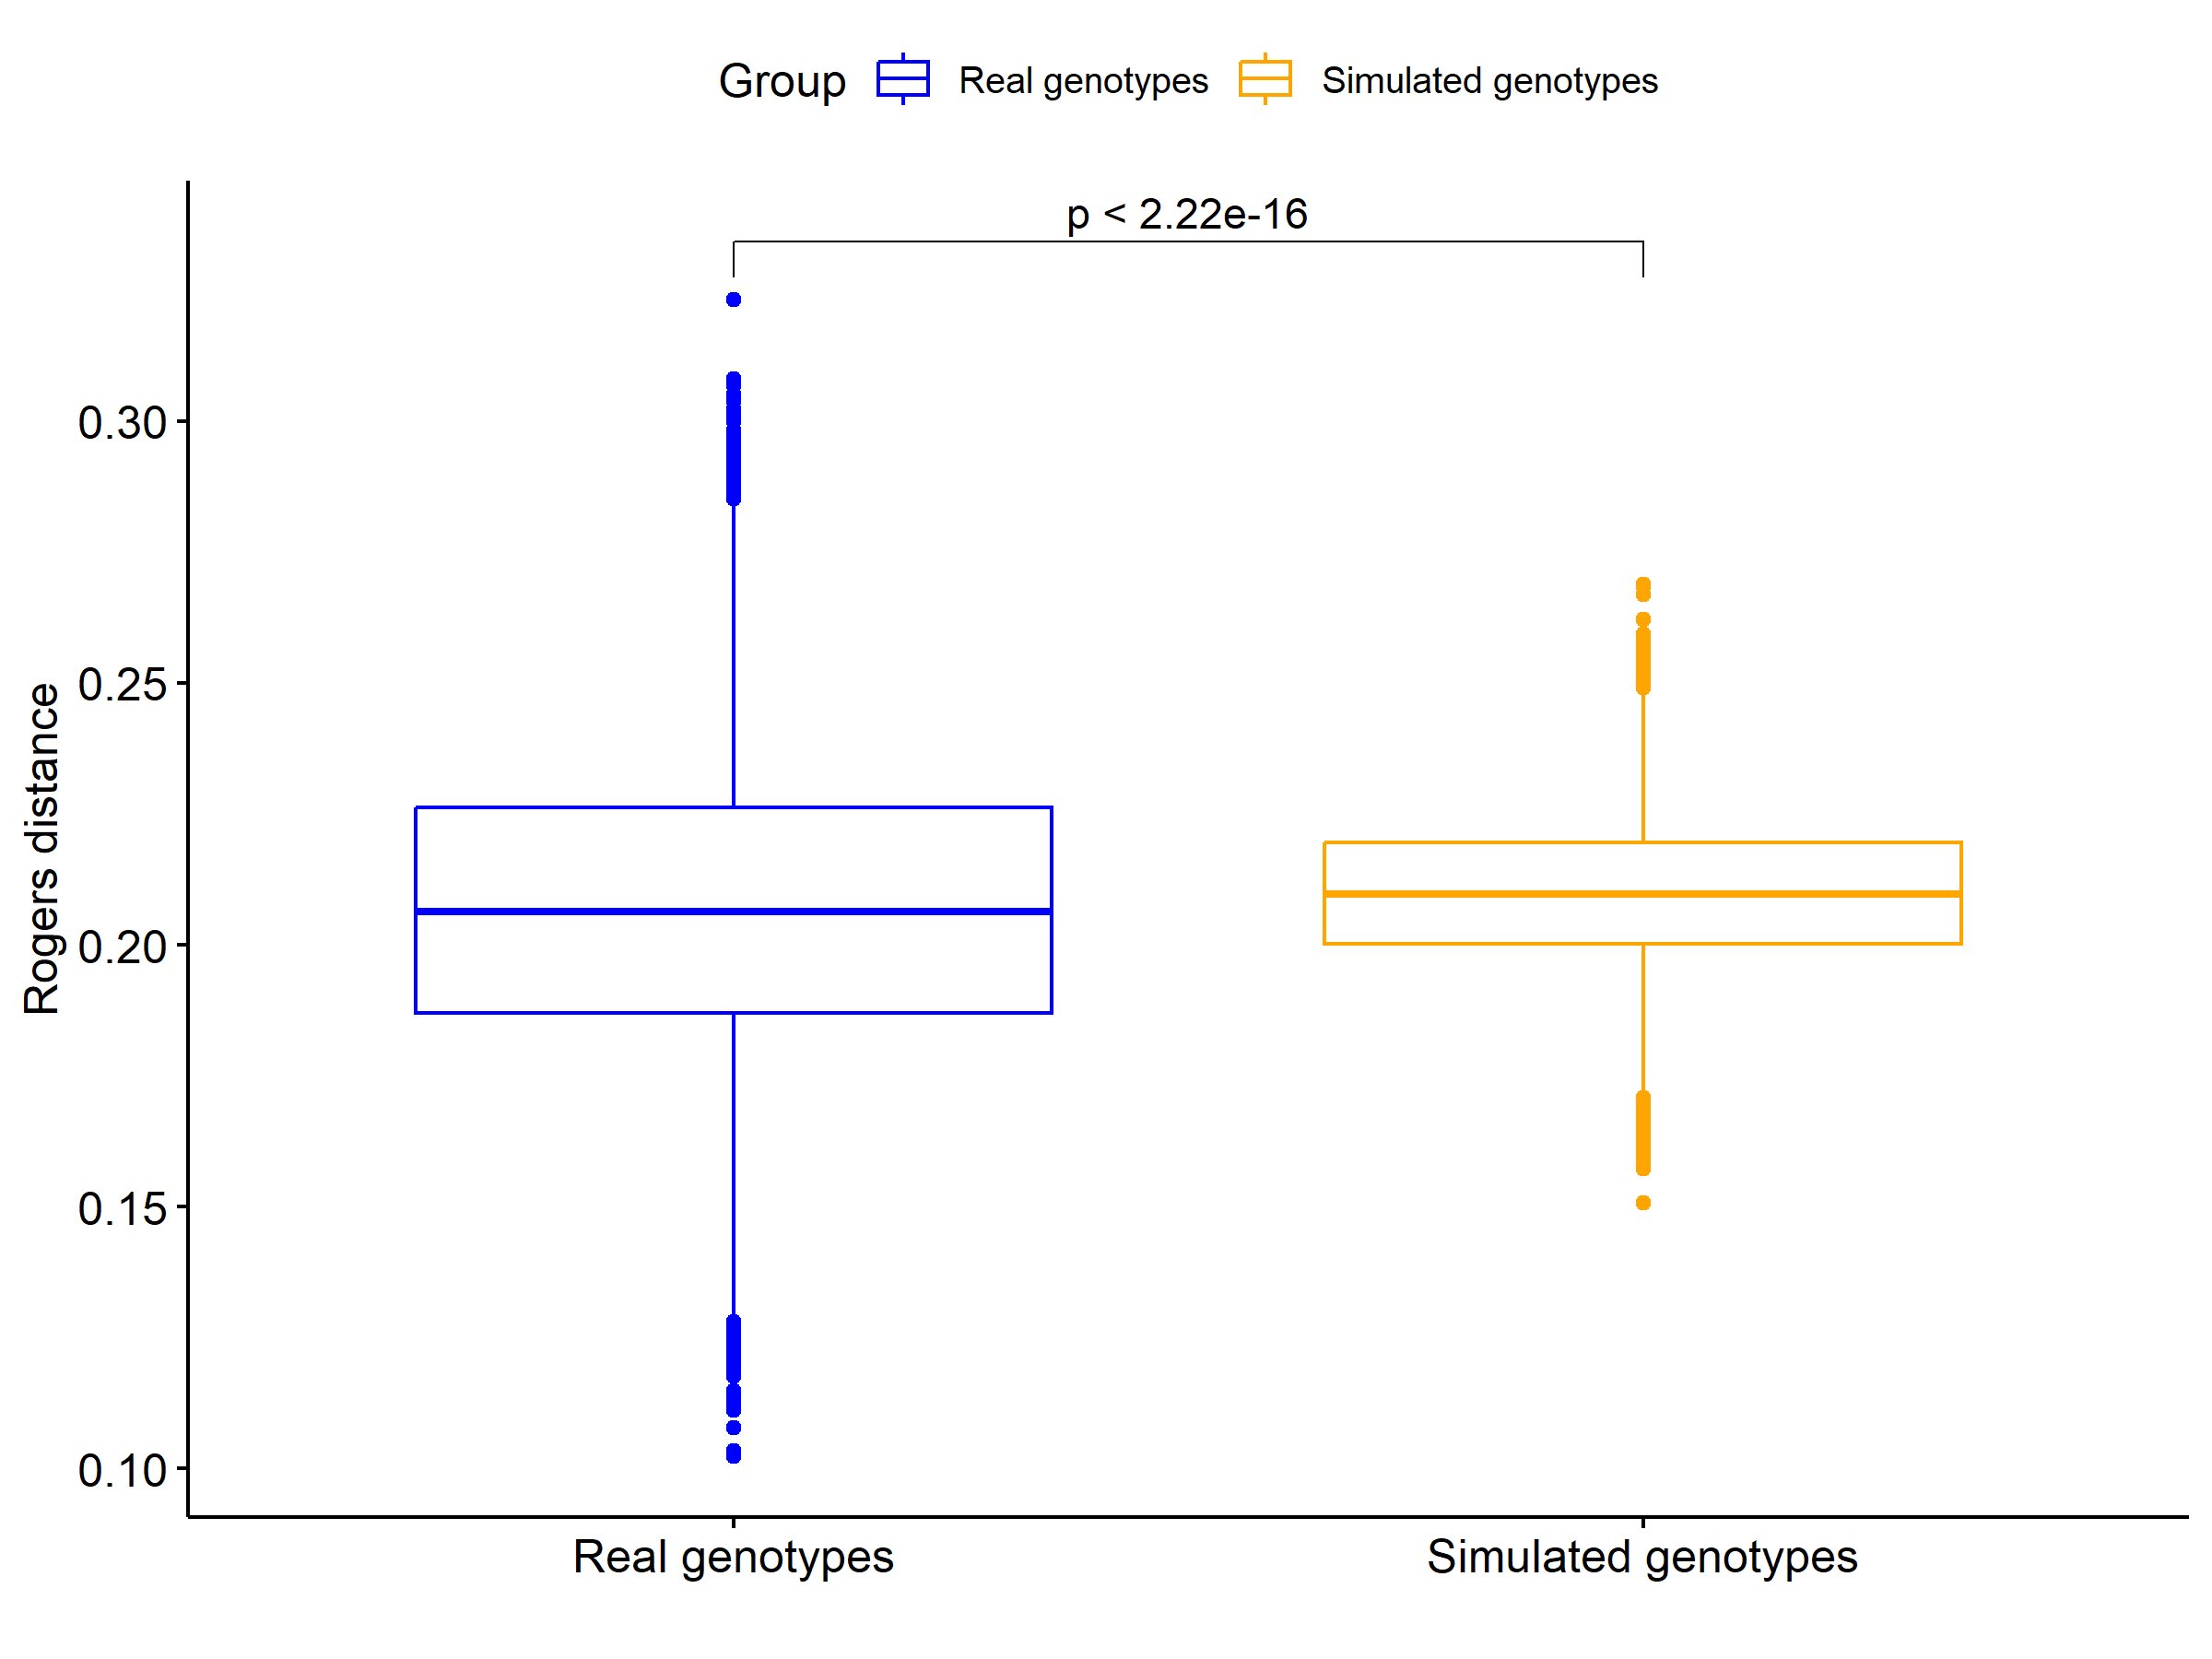 Group Real genotypes Simulated genotypes
p < 2.22e-16
0.30
0.25
0.20
0.15
0.10
Rogers distance
Real genotypes Simulated genotypes